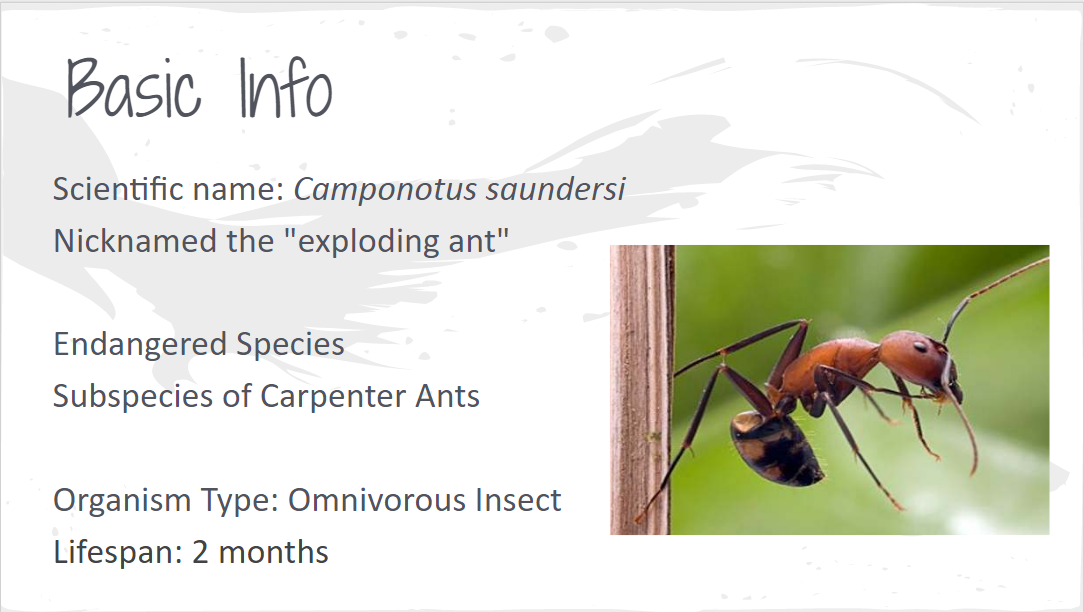 Basic Info
Scientific name: Camponotus saundersi
Nicknamed the "exploding ant"
Endangered Species
Subspecies of Carpenter Ants
Organism Type: Omnivorous Insect
Lifespan: 2 months